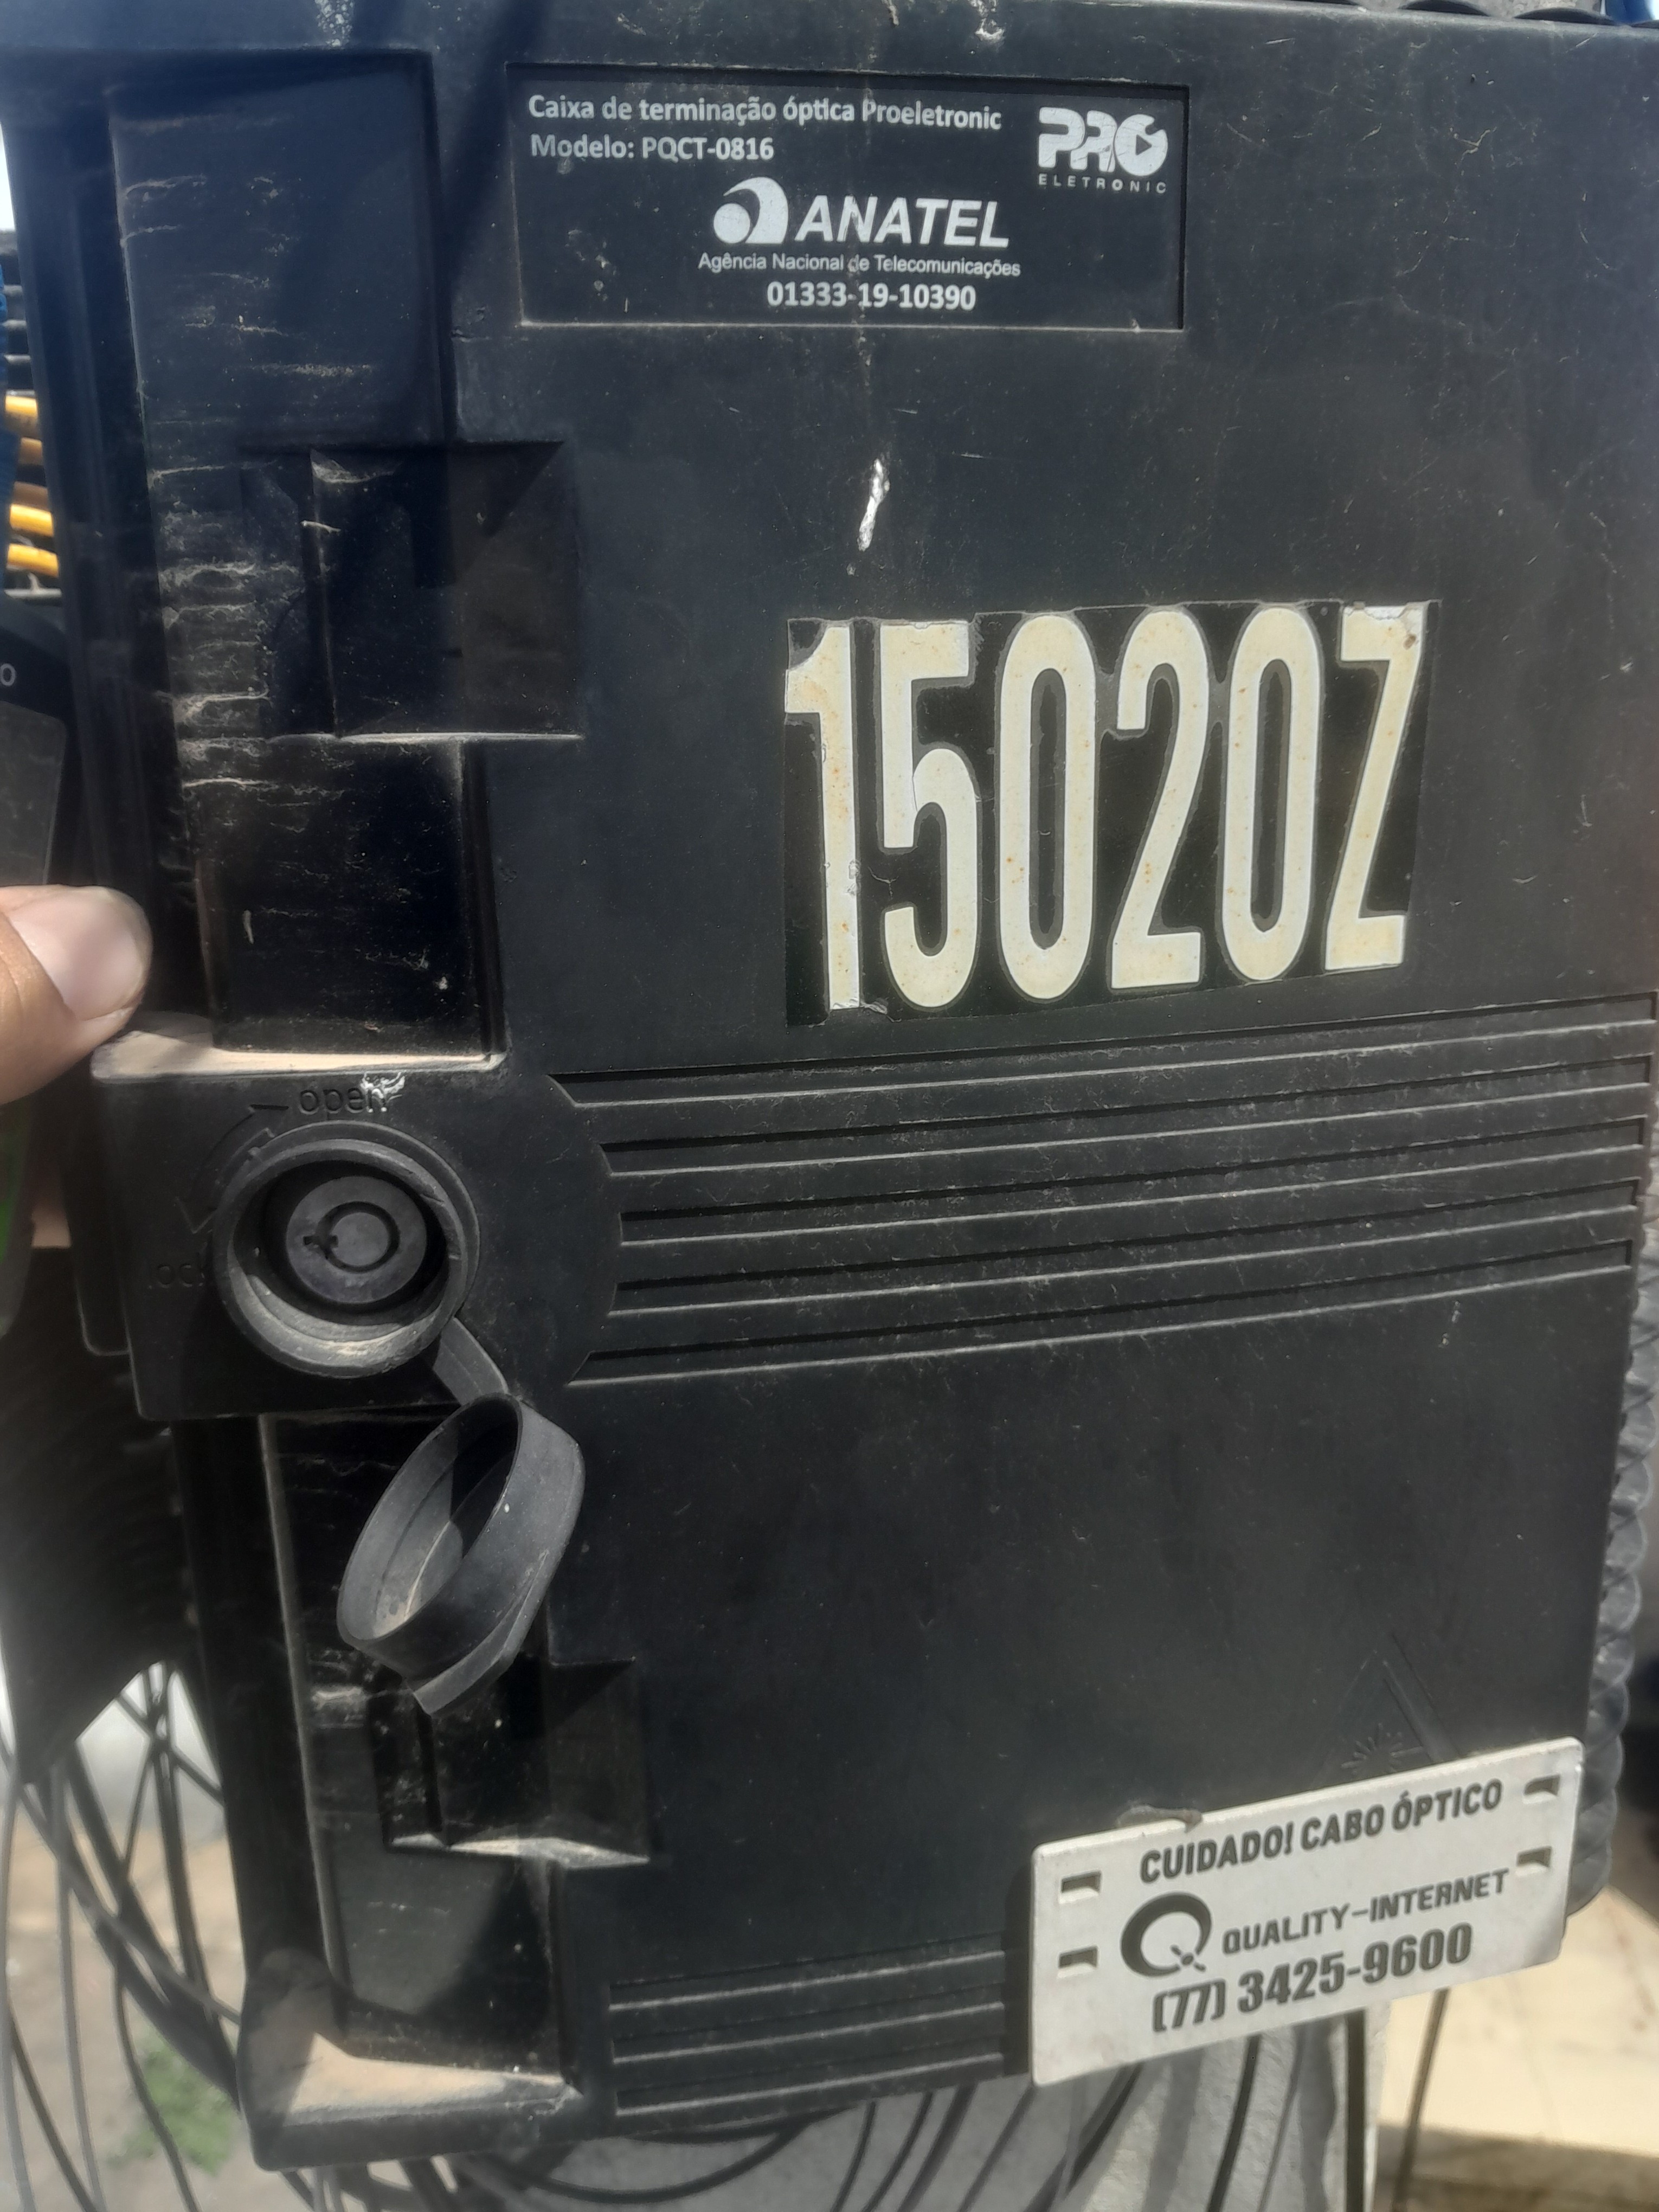 Caixa de terminação óptica Proeletronic
Modelo: PQCT-0816
PRO
ELETRONIC
ANATEL
Agência Nacional de Telecomunicações
01333-19-10390
15020Z
open
CUIDADO! CABO ÓPTICO
QUALITY-INTERNET
(77) 3425-9600